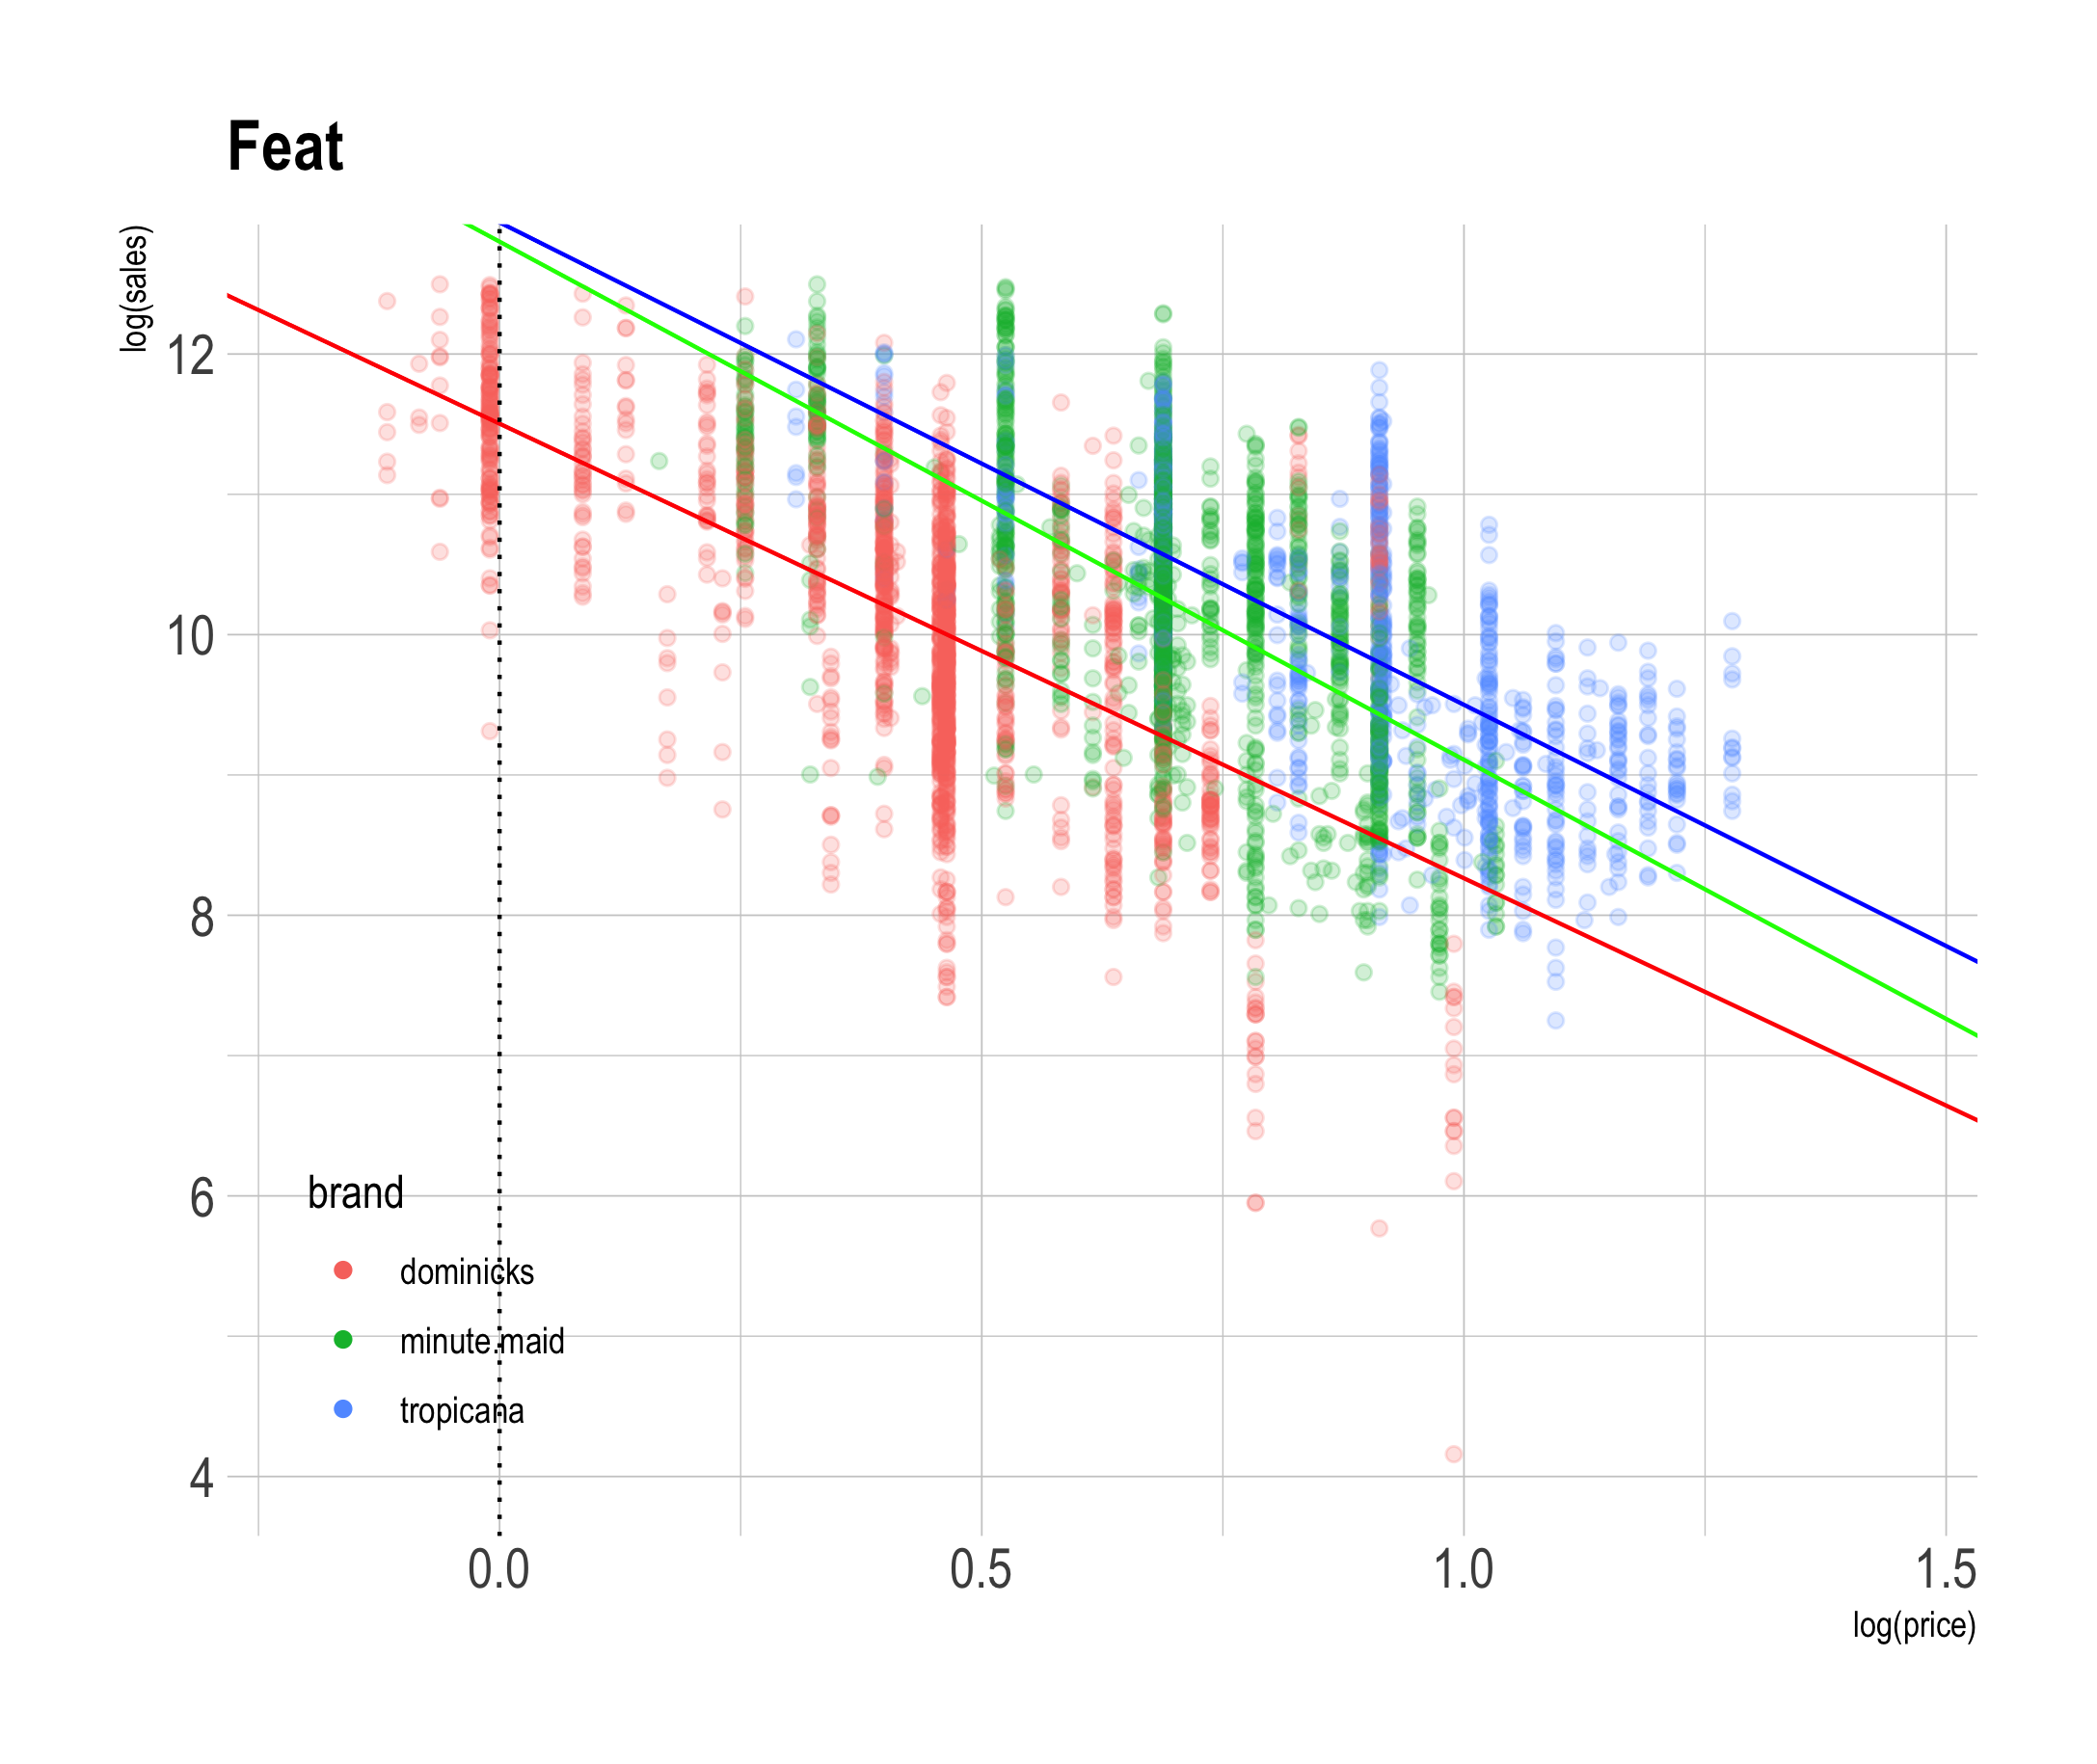 Feat
log(sales)
12
10
8
6
4
brand
dominicks
minute.maid
tropicana
0.0 0.5 1.0 1.5
log(price)